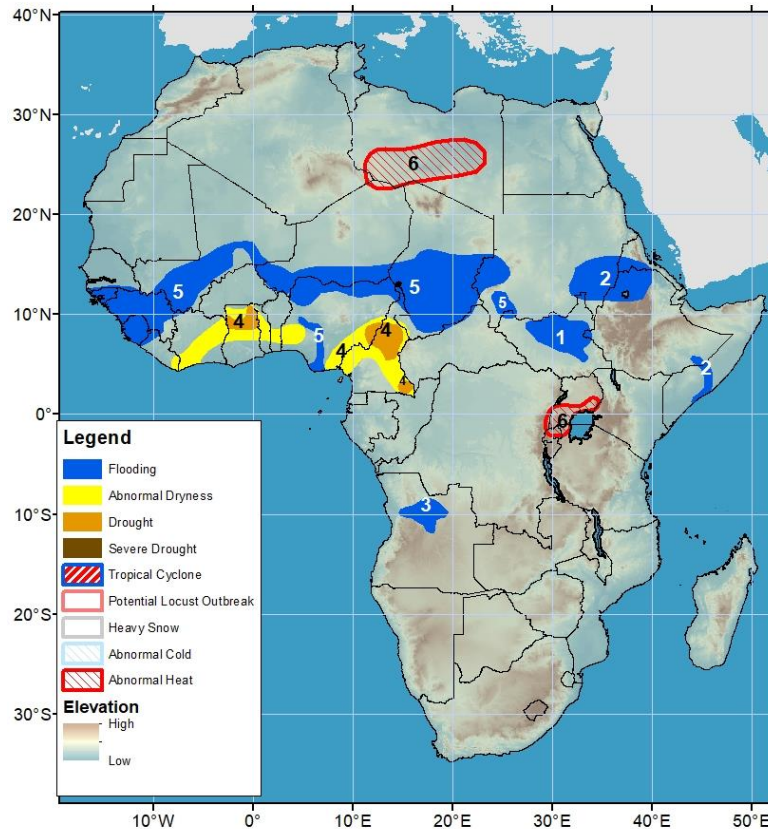 40°N
30°N
20°N
10°N
0°
10°S
20°S
30°S
6
5
5
5
2
4
5
1
4
4
2
4
6
3
Legend
Flooding
Abnormal Dryness
Drought
Severe Drought
Tropical Cyclone
Potential Locust Outbreak
Heavy Snow
Abnormal Cold
Abnormal Heat
Elevation
High
Low
10°W 0° 10°E 20°E 30°E 40°E 50°E